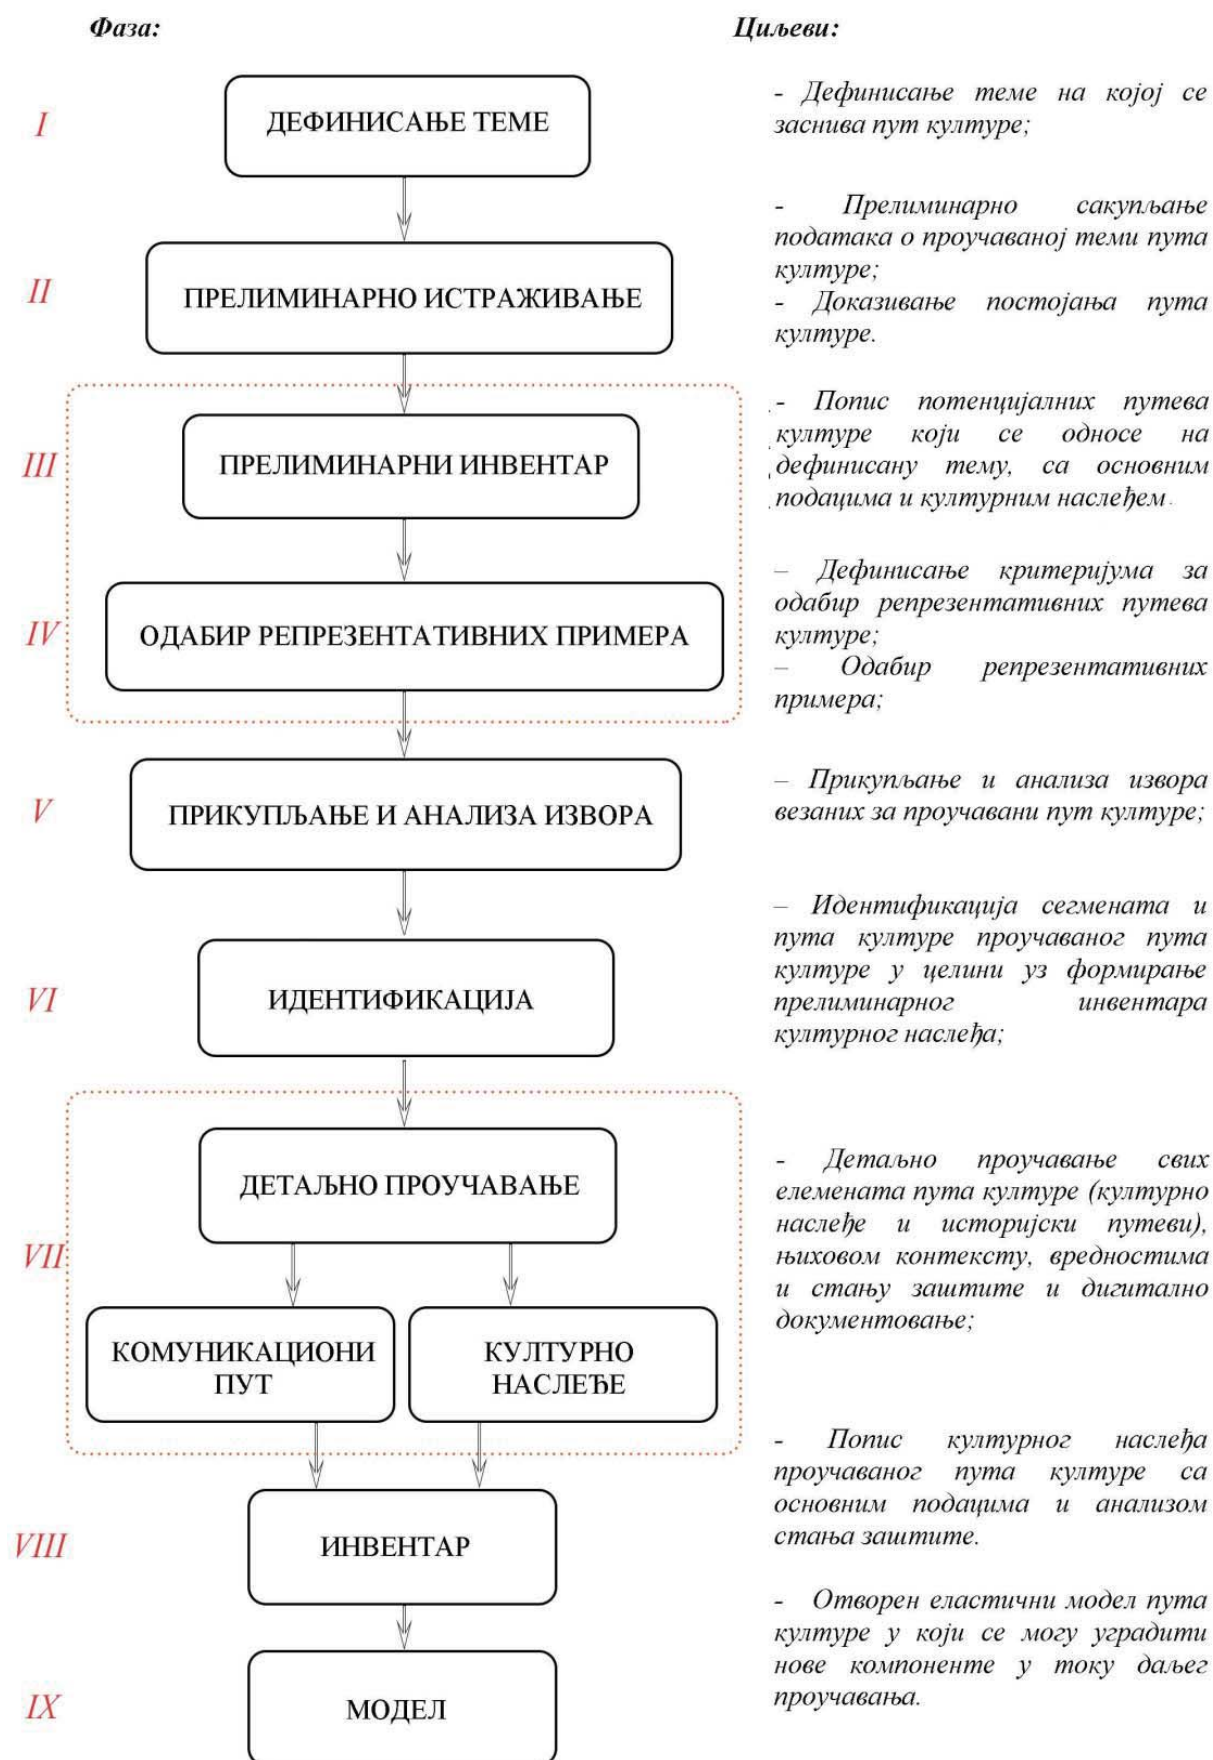 Фаза:
Циљеви:
I
ДЕФИНИСАЊЕ ТЕМЕ
- Дефинисање теме на којој се
заснива пут културе;
II
ПРЕЛИМИНАРНО ИСТРАЖИВАЊЕ
- Прелиминарно сакупљање
података о проучаваној теми пута
културе;
- Доказивање постојања пута
културе.
III
ПРЕЛИМИНАРНИ ИНВЕНТАР
- Попис потенцијалних путева
културе који се односе на
дефинисану тему, са основним
подацима и културним наслеђем.
IV
ОДАБИР РЕПРЕЗЕНТАТИВНИХ ПРИМЕРА
– Дефинисање критеријума за
одабир репрезентативних путева
културе;
– Одабир репрезентативних
примера;
V
ПРИКУПЉАЊЕ И АНАЛИЗА ИЗВОРА
– Прикупљање и анализа извора
везаних за проучавани пут културе;
VI
ИДЕНТИФИКАЦИЈА
– Идентификација сегмената и
пута културе проучаваног пута
културе у целини уз формирање
прелиминарног инвентара
културног наслеђа;
VII
ДЕТАЉНО ПРОУЧАВАЊЕ
КОМУНИКАЦИОНИ
ПУТ
КУЛТУРНО
НАСЛЕЂЕ
- Детаљно проучавање свих
елемената пута културе (културно
наслеђе и историјски путеви),
њиховом контексту, вредностима
и стању заштите и дигитално
документовање;
VIII
ИНВЕНТАР
- Попис културног наслеђа
проучаваног пута културе са
основним подацима и анализом
стања заштите.
IX
МОДЕЛ
- Отворен еластични модел пута
културе у који се могу уградити
нове компоненте у току даљег
проучавања.